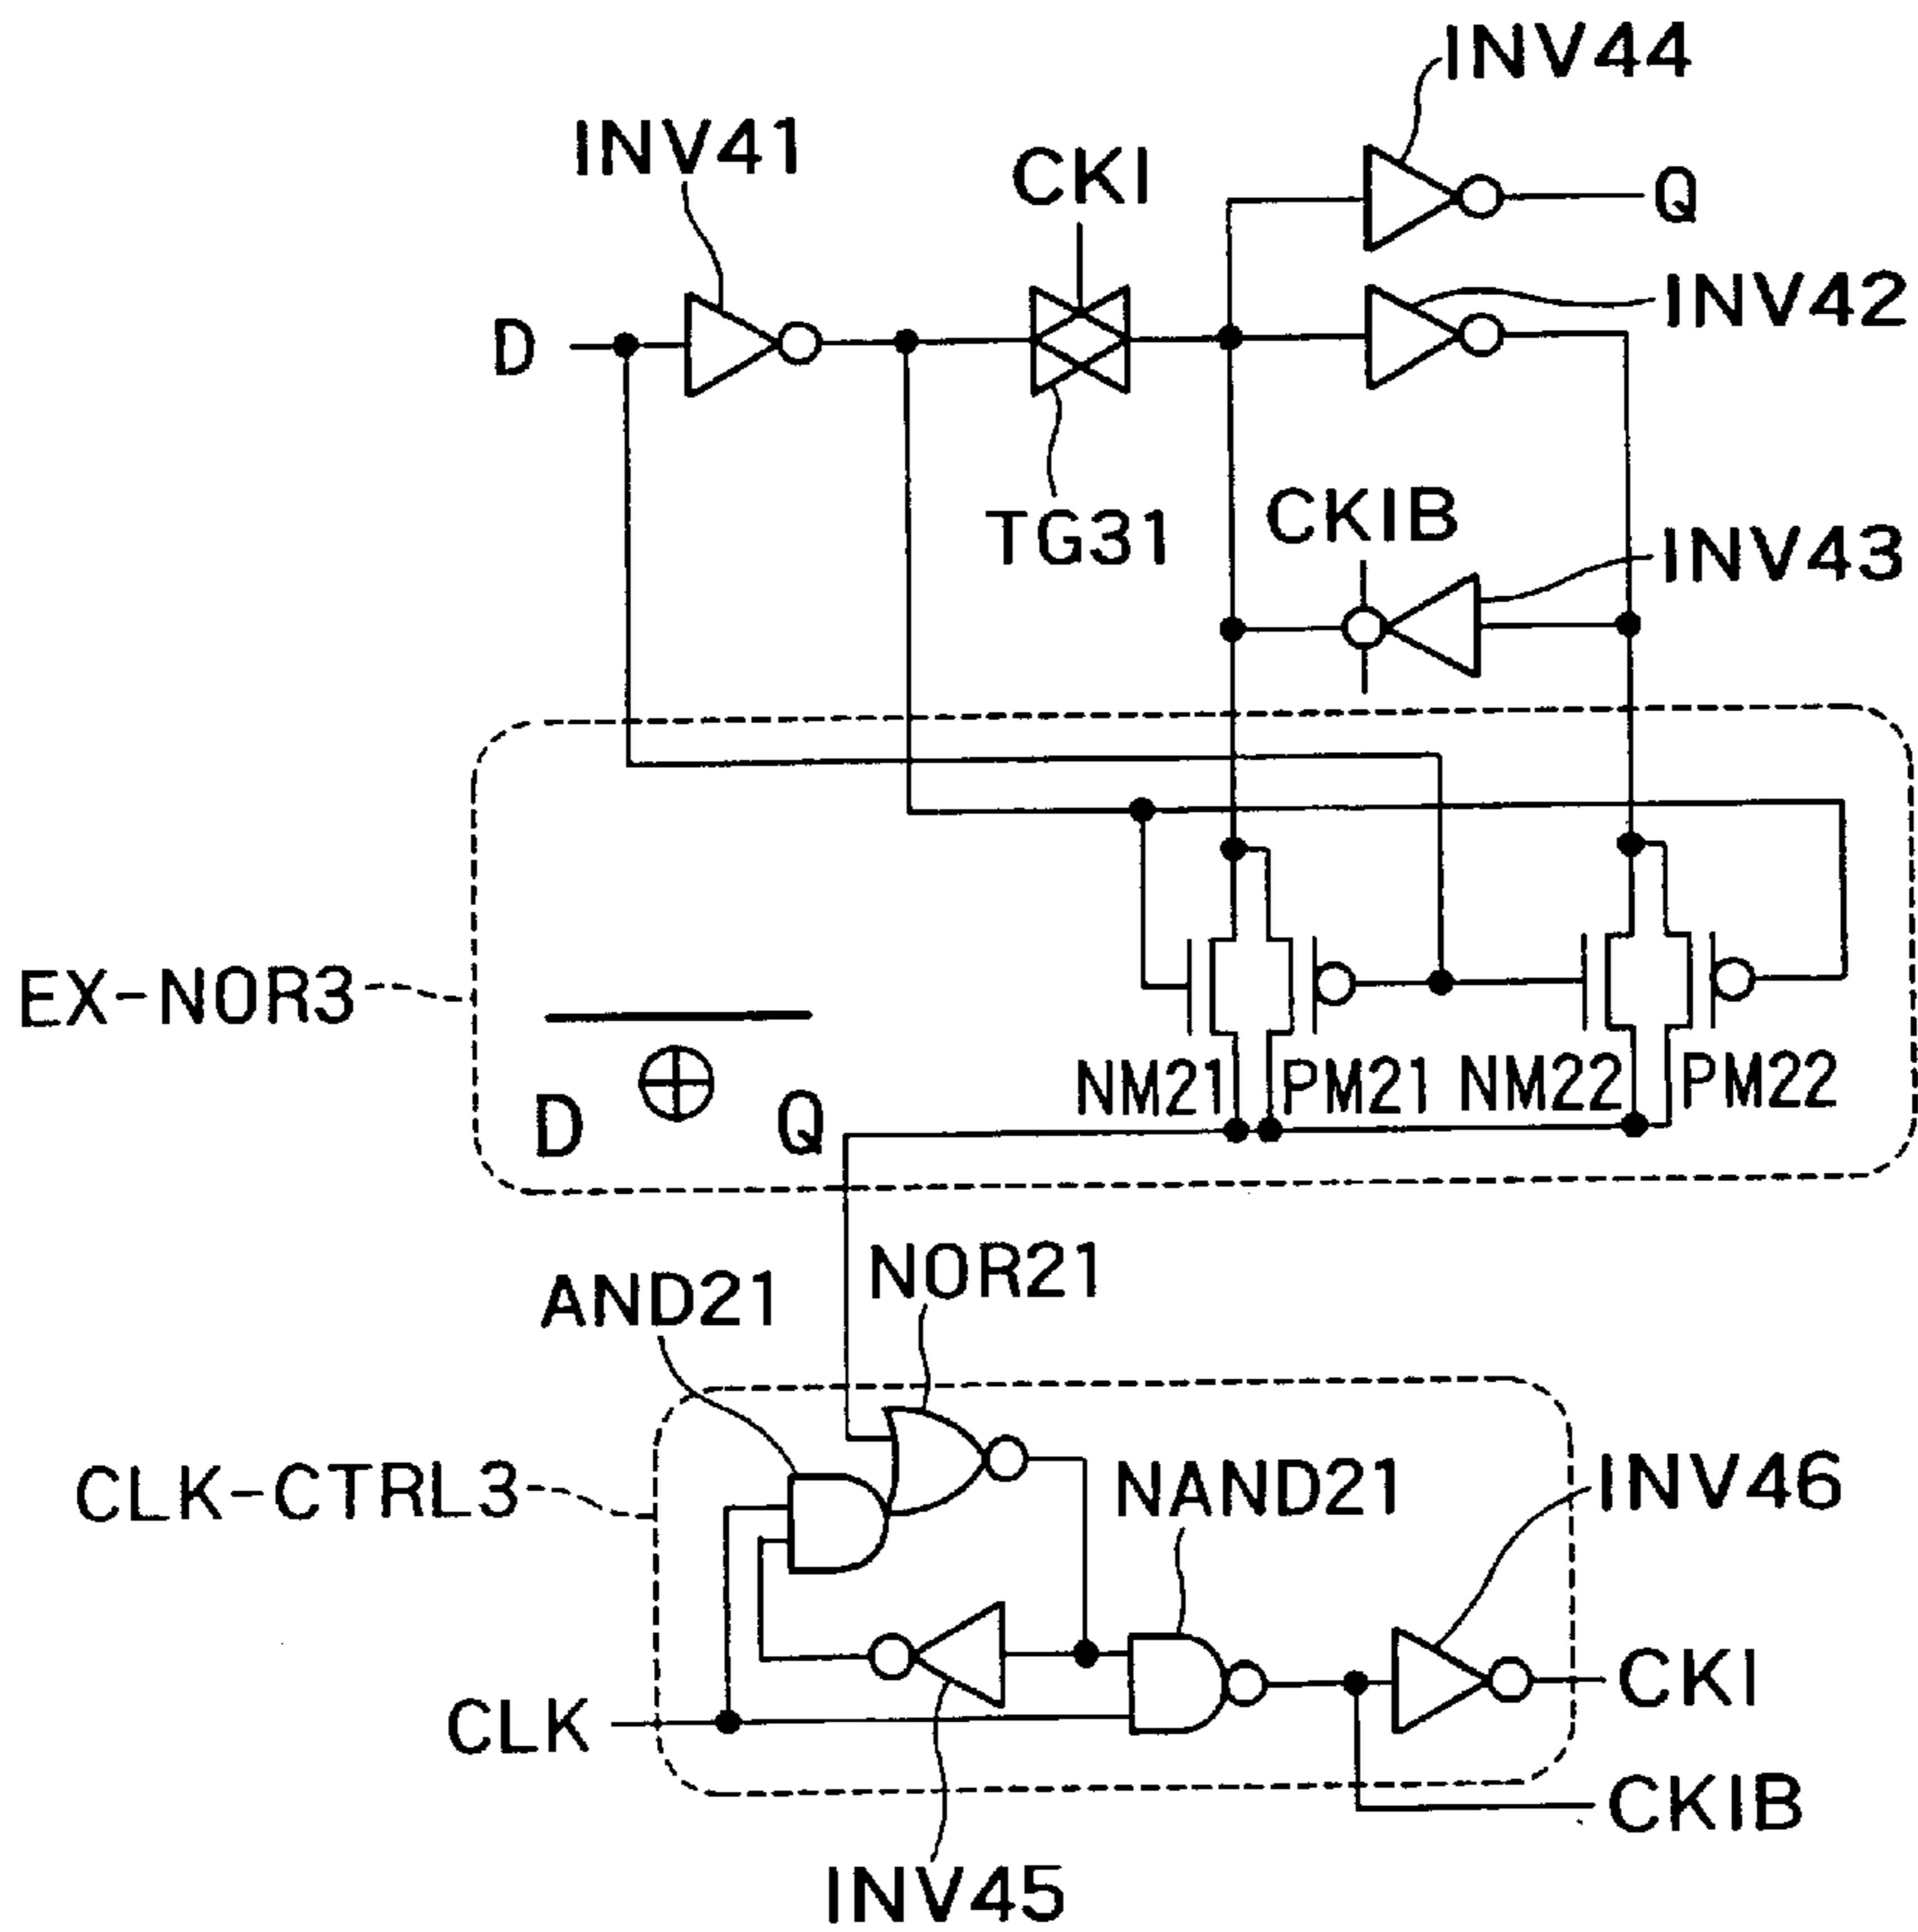 INV44
INV41
CKI
Q
INV42
D
TG31
CKIB
INV43
EX-NOR3
D ⊕ Q
NM21
PM21
NM22
PM22
NOR21
AND21
CLK-CTRL3
NAND21
INV46
CLK
CKI
CKIB
INV45